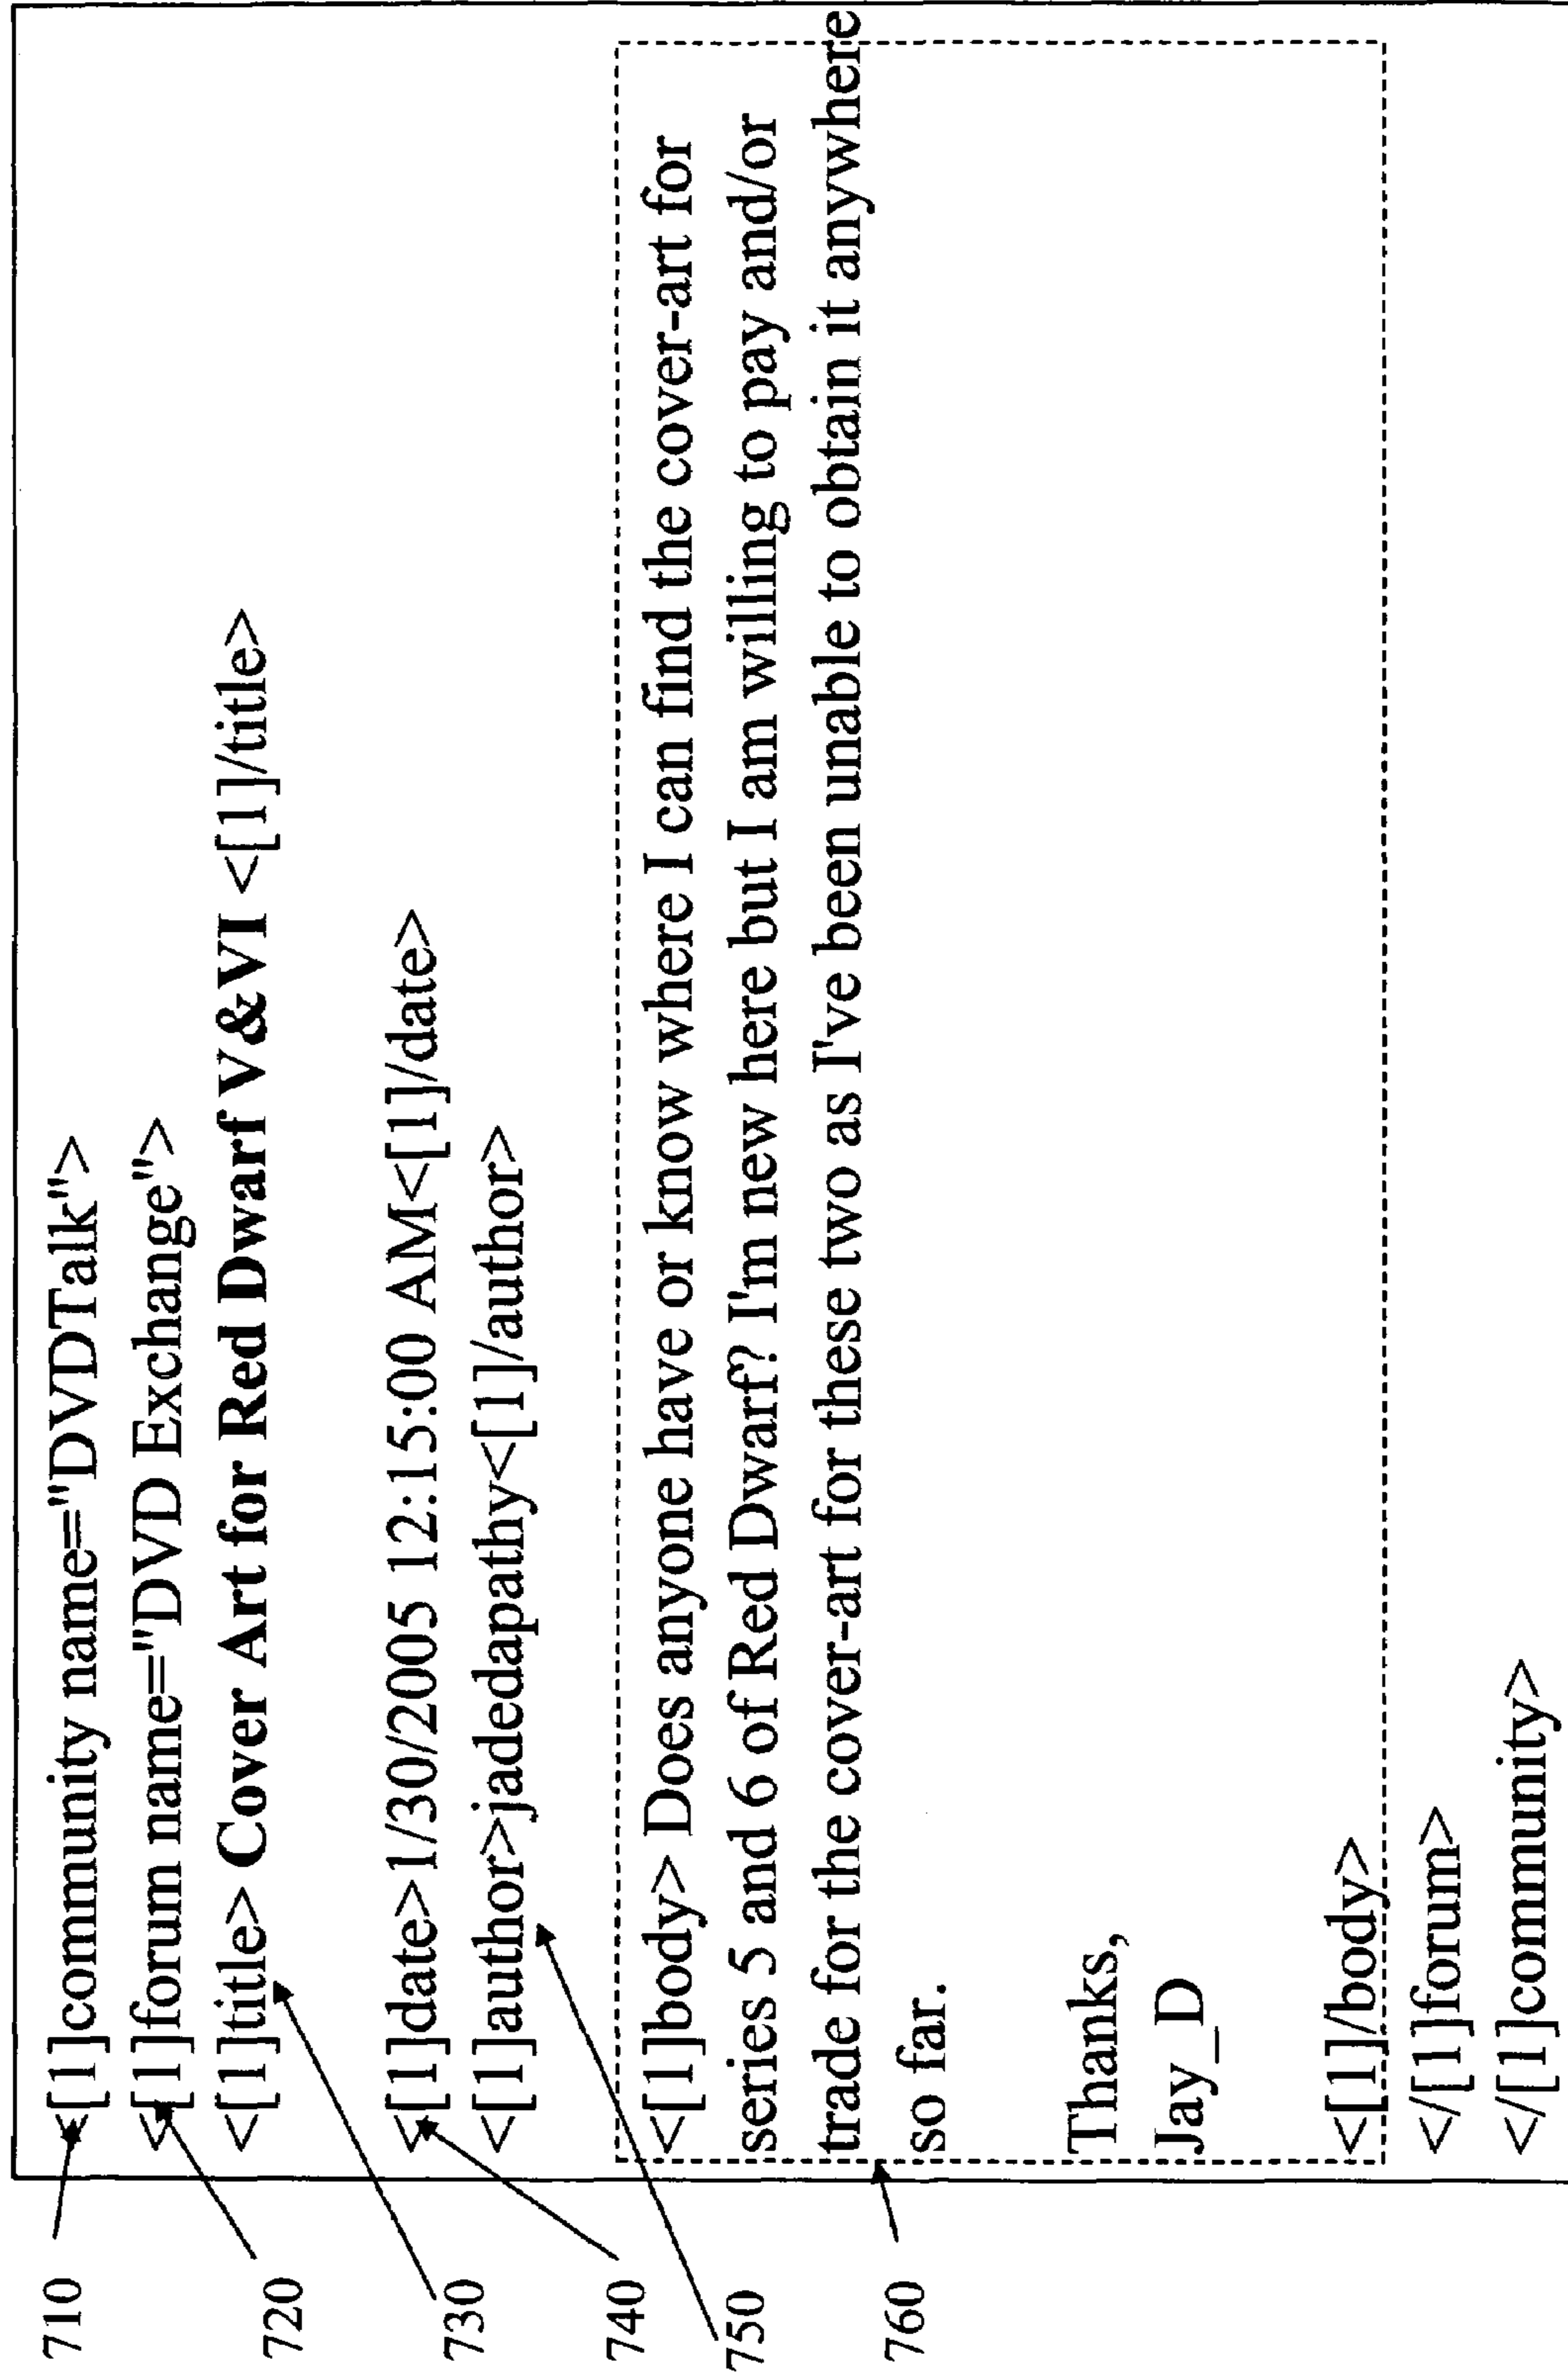 710
<[1]community name="DVDTalk">
720
<[1]forum name="DVD Exchange">
730
<[1]title> Cover Art for Red Dwarf V &VI <[1]/title>
740
<[1]date>1/30/2005 12:15:00 AM<[1]/date>
750
<[1]author>jadedapathy<[1]/author>
760
<[1]body> Does anyone have or know where I can find the cover-art for
series 5 and 6 of Red Dwarf? I'm new here but I am willing to pay and/or
trade for the cover-art for these two as I've been unable to obtain it anywhere
so far.
Thanks,
Jay_D
<[1]/body>
</[1]forum>
</[1]community>